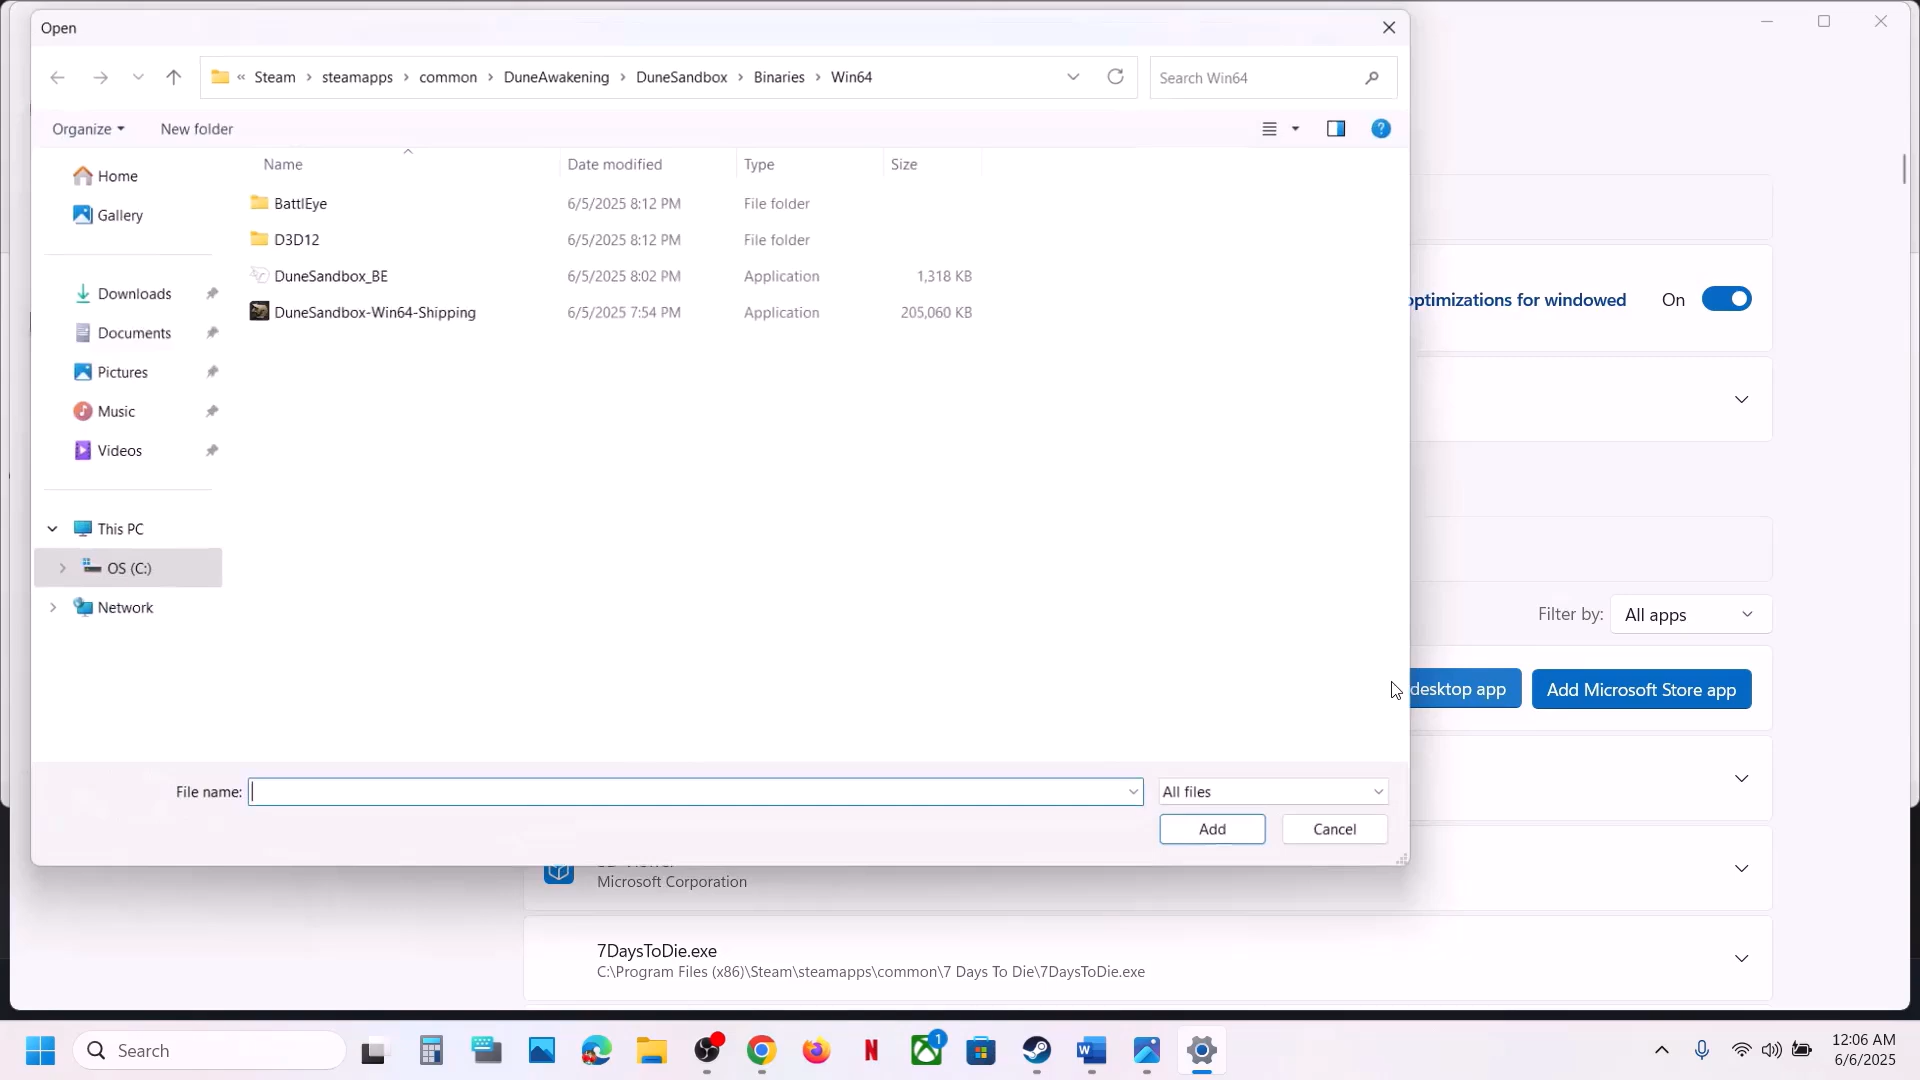 Open
« Steam › steamapps › common › DuneAwakening › DuneSandbox › Binaries › Win64
Search Win64
Organize
New folder
Name
Date modified
Type
Size
Home
Gallery
Downloads
Documents
Pictures
Music
Videos
This PC
OS (C:)
Network
BattlEye 6/5/2025 8:12 PM File folder
D3D12 6/5/2025 8:12 PM File folder
DuneSandbox_BE 6/5/2025 8:02 PM Application 1,318 KB
DuneSandbox-Win64-Shipping 6/5/2025 7:54 PM Application 205,060 KB
optimizations for windowed
On
Filter by: All apps
desktop app
Add Microsoft Store app
File name:
All files
Add
Cancel
Microsoft Corporation
7DaysToDie.exe
C:\Program Files (x86)\Steam\steamapps\common\7 Days To Die\7DaysToDie.exe
Search
1
12:06 AM
6/6/2025